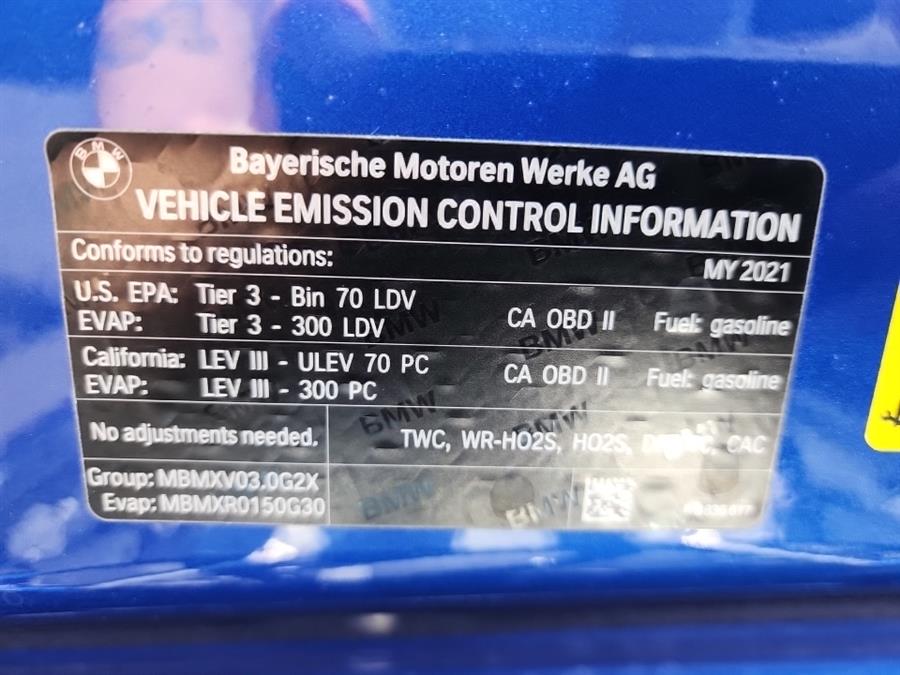 BMW
Bayerische Motoren Werke AG
VEHICLE EMISSION CONTROL INFORMATION
Conforms to regulations: MY 2021
U.S. EPA: Tier 3 - Bin 70 LDV
EVAP: Tier 3 - 300 LDV CA OBD II Fuel: gasoline
California: LEV III - ULEV 70 PC
EVAP: LEV III - 300 PC CA OBD II Fuel: gasoline
No adjustments needed. TWC, WR-HO2S, HO2S, CAC
Group: MBMXV03.0G2X
Evap: MBMXR0150G30